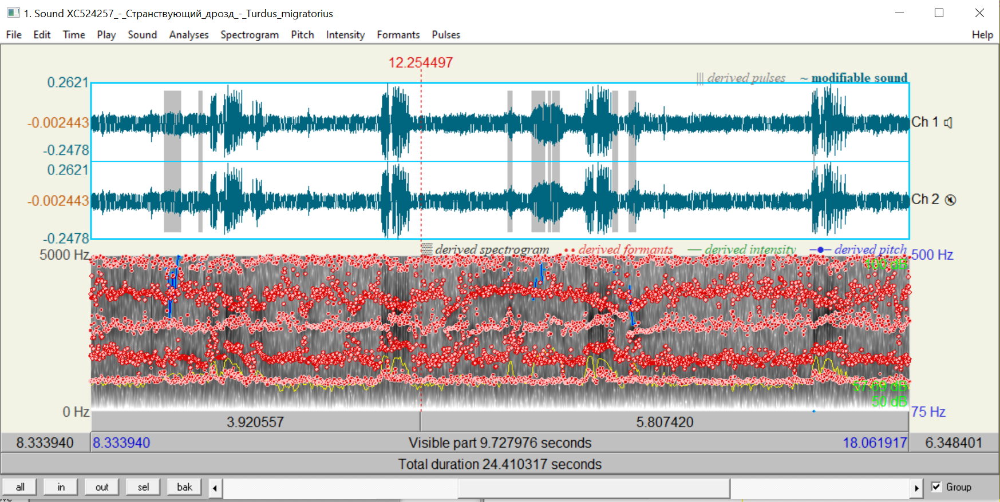 1. Sound XC524257_-_Странствующий_дрозд_-_Turdus_migratorius
File Edit Time Play Sound Analyses Spectrogram Pitch Intensity Formants Pulses Help
12.254497
||| derived pulses ~ modifiable sound
0.2621
-0.002443 Ch 1
-0.2478
0.2621
-0.002443 Ch 2
-0.2478
derived spectrogram derived formants derived intensity derived pitch
5000 Hz 500 Hz
100 dB
57.69 dB
50 dB
0 Hz 75 Hz
3.920557 5.807420
8.333940 8.333940 Visible part 9.727976 seconds 18.061917 6.348401
Total duration 24.410317 seconds
all in out sel bak Group